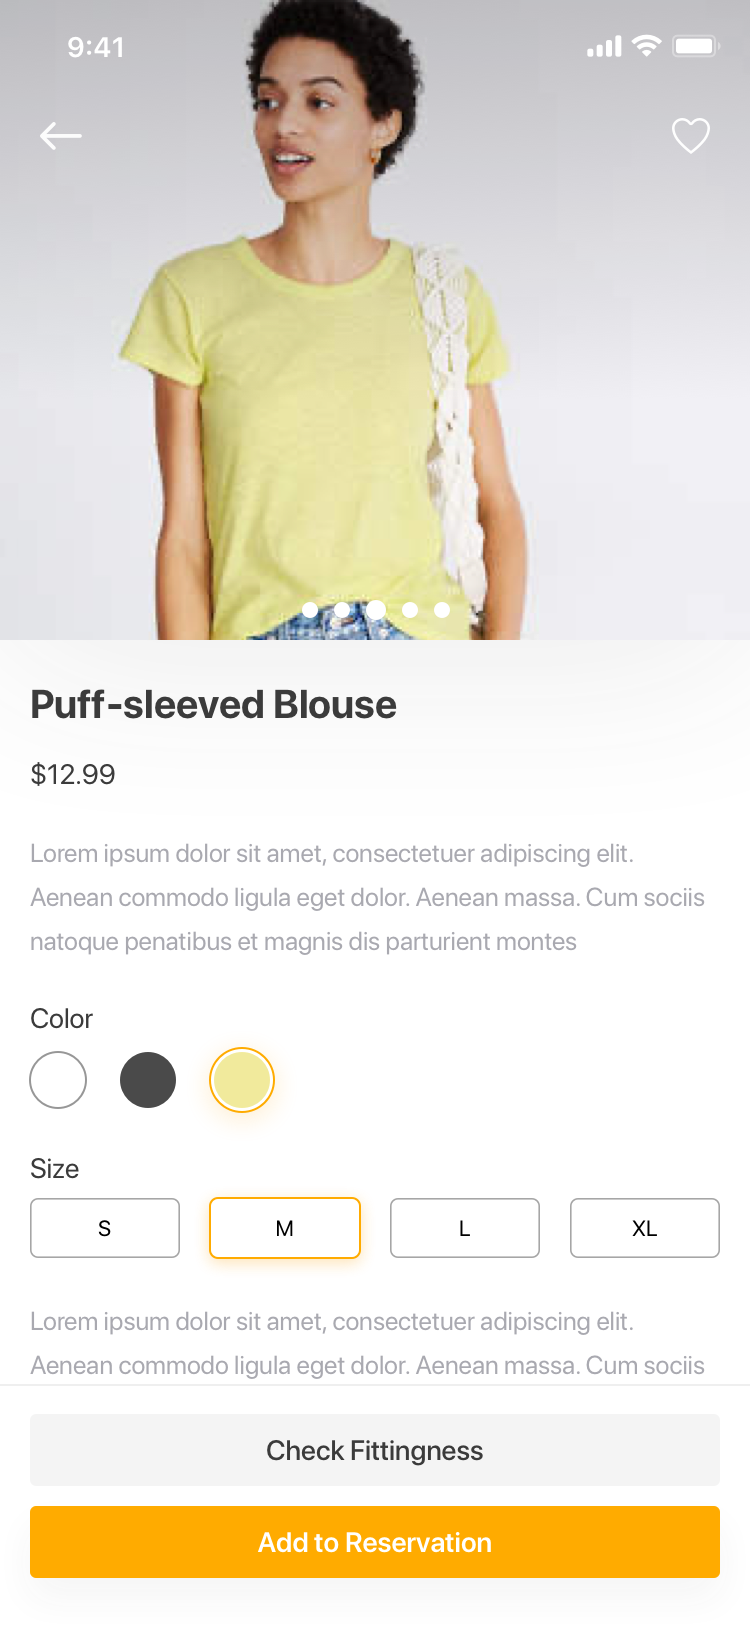 9:41
Puff-sleeved Blouse
$12.99
Lorem ipsum dolor sit amet, consectetuer adipiscing elit.
Aenean commodo ligula eget dolor. Aenean massa. Cum sociis
natoque penatibus et magnis dis parturient montes
Color
Size
S M L XL
Lorem ipsum dolor sit amet, consectetuer adipiscing elit.
Aenean commodo ligula eget dolor. Aenean massa. Cum sociis
Check Fittingness
Add to Reservation